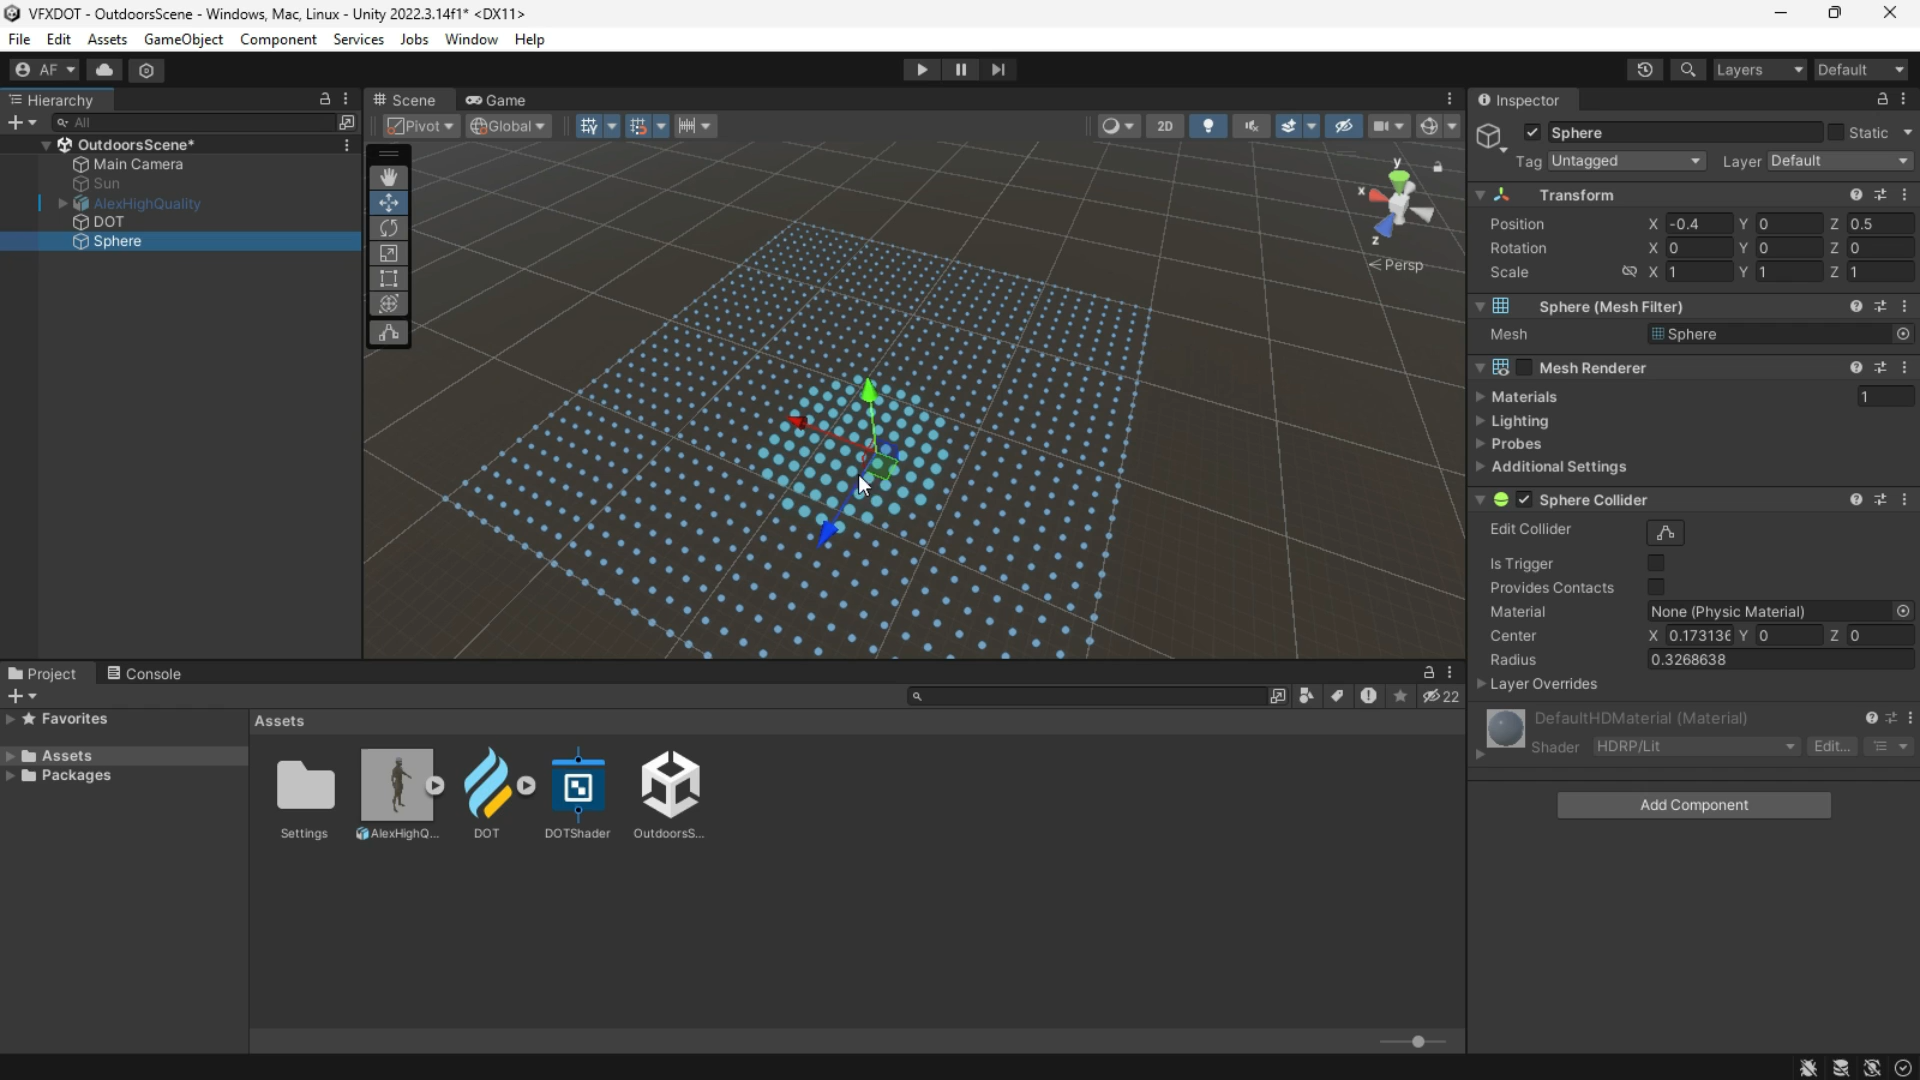 VFXDOT - OutdoorsScene - Windows, Mac, Linux - Unity 2022.3.14f1* <DX11>
File Edit Assets GameObject Component Services Jobs Window Help
AF Layers Default
Hierarchy
All
OutdoorsScene*
Main Camera
Sun
AlexHighQuality
DOT
Sphere
Scene Game
Pivot Global 2D
y
x
z
Persp
Inspector
Sphere Static
Tag Untagged Layer Default
Transform
Position X -0.4 Y 0 Z 0.5
Rotation X 0 Y 0 Z 0
Scale X 1 Y 1 Z 1
Sphere (Mesh Filter)
Mesh Sphere
Mesh Renderer
Materials 1
Lighting
Probes
Additional Settings
Sphere Collider
Edit Collider
Is Trigger
Provides Contacts
Material None (Physic Material)
Center X 0.173136 Y 0 Z 0
Radius 0.3268638
Layer Overrides
DefaultHDMaterial (Material)
Shader HDRP/Lit Edit...
Add Component
Project Console
22
Favorites
Assets
Packages
Assets
Settings AlexHighQ... DOT DOTShader OutdoorsS...